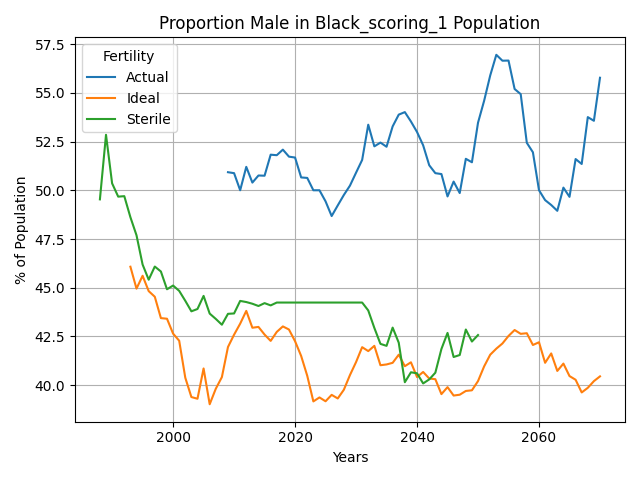 Proportion Male in Black_scoring_1 Population
57.5
55.0
52.5
50.0
47.5
45.0
42.5
40.0
% of Population
Fertility
Actual
Ideal
Sterile
2000
2020
2040
2060
Years